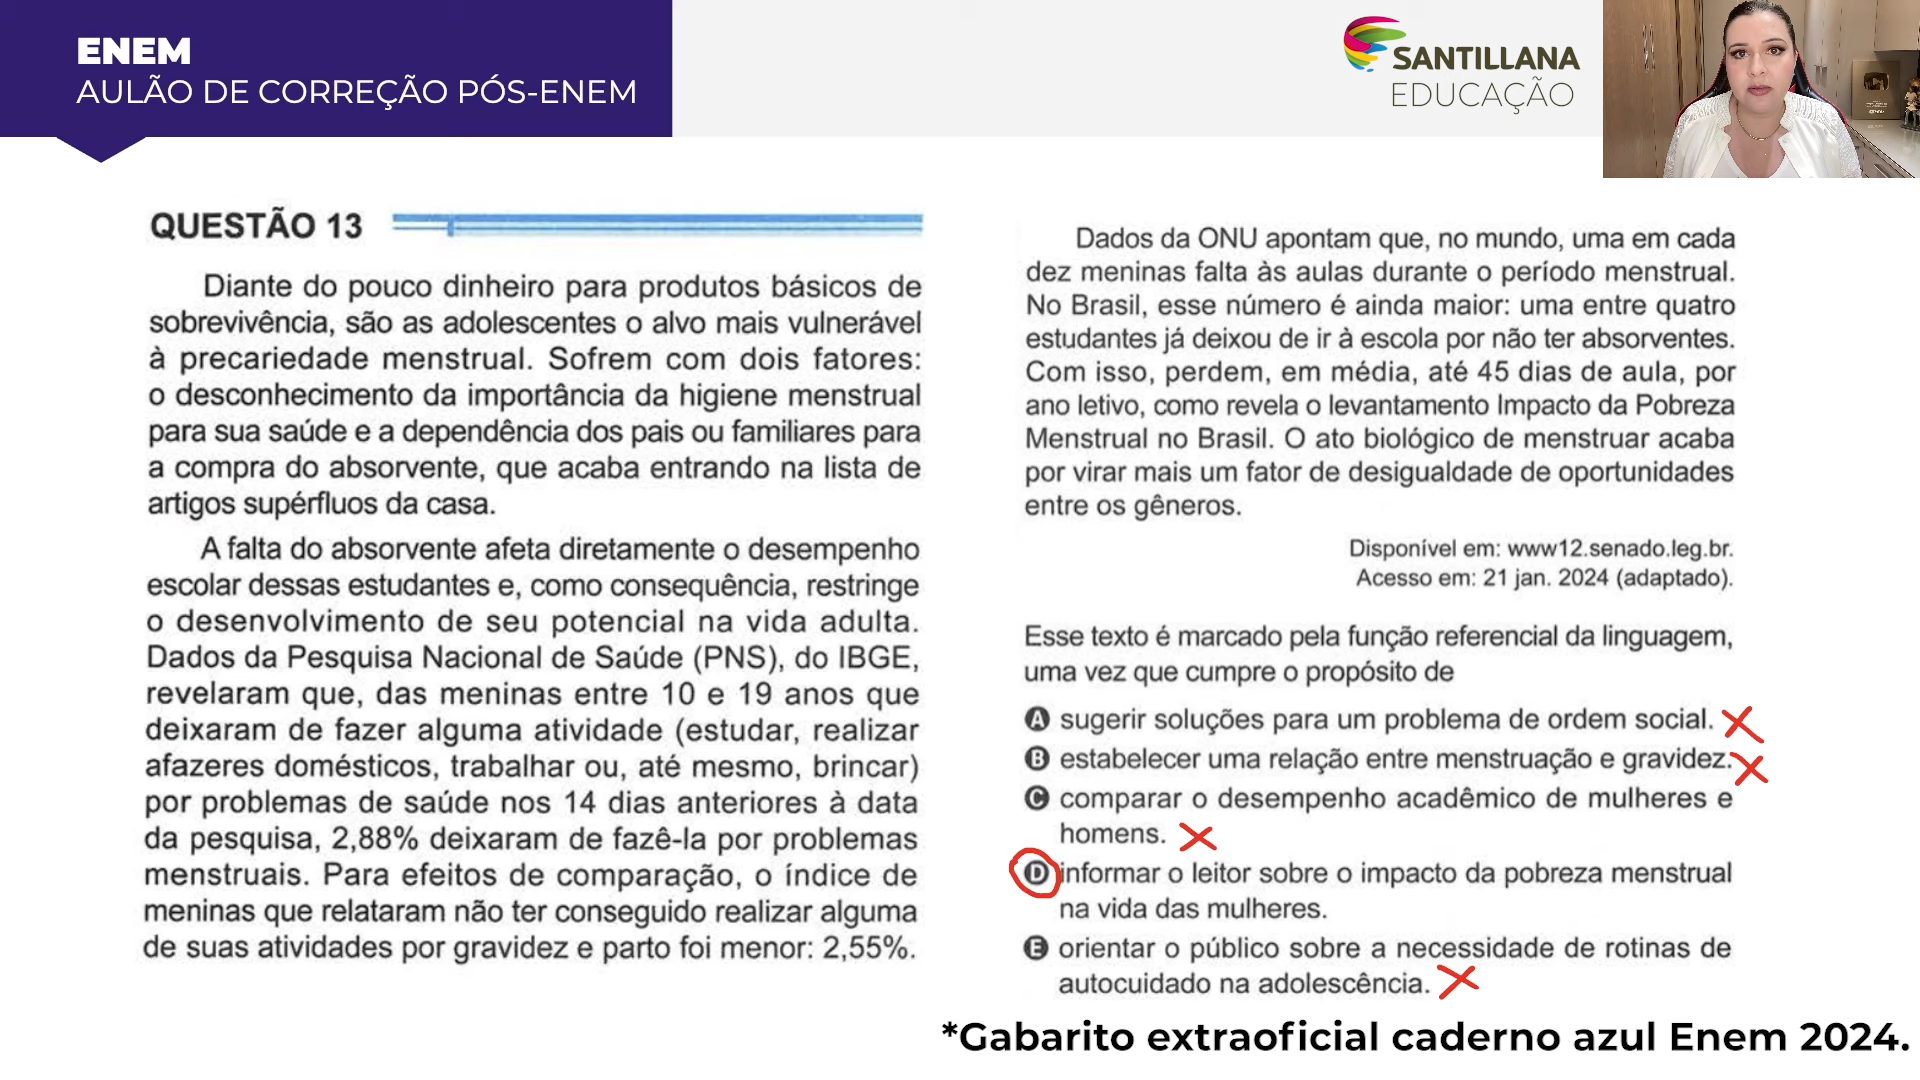 ENEM
AULÃO DE CORREÇÃO PÓS-ENEM
SANTILLANA
EDUCAÇÃO
QUESTÃO 13
Diante do pouco dinheiro para produtos básicos de
sobrevivência, são as adolescentes o alvo mais vulnerável
à precariedade menstrual. Sofrem com dois fatores:
o desconhecimento da importância da higiene menstrual
para sua saúde e a dependência dos pais ou familiares para
a compra do absorvente, que acaba entrando na lista de
artigos supérfluos da casa.
A falta do absorvente afeta diretamente o desempenho
escolar dessas estudantes e, como consequência, restringe
o desenvolvimento de seu potencial na vida adulta.
Dados da Pesquisa Nacional de Saúde (PNS), do IBGE,
revelaram que, das meninas entre 10 e 19 anos que
deixaram de fazer alguma atividade (estudar, realizar
afazeres domésticos, trabalhar ou, até mesmo, brincar)
por problemas de saúde nos 14 dias anteriores à data
da pesquisa, 2,88% deixaram de fazê-la por problemas
menstruais. Para efeitos de comparação, o índice de
meninas que relataram não ter conseguido realizar alguma
de suas atividades por gravidez e parto foi menor: 2,55%.
Dados da ONU apontam que, no mundo, uma em cada
dez meninas falta às aulas durante o período menstrual.
No Brasil, esse número é ainda maior: uma entre quatro
estudantes já deixou de ir à escola por não ter absorventes.
Com isso, perdem, em média, até 45 dias de aula, por
ano letivo, como revela o levantamento Impacto da Pobreza
Menstrual no Brasil. O ato biológico de menstruar acaba
por virar mais um fator de desigualdade de oportunidades
entre os gêneros.
Disponível em: www12.senado.leg.br.
Acesso em: 21 jan. 2024 (adaptado).
Esse texto é marcado pela função referencial da linguagem,
uma vez que cumpre o propósito de
A sugerir soluções para um problema de ordem social.
B estabelecer uma relação entre menstruação e gravidez.
C comparar o desempenho acadêmico de mulheres e
homens.
D informar o leitor sobre o impacto da pobreza menstrual
na vida das mulheres.
E orientar o público sobre a necessidade de rotinas de
autocuidado na adolescência.
*Gabarito extraoficial caderno azul Enem 2024.